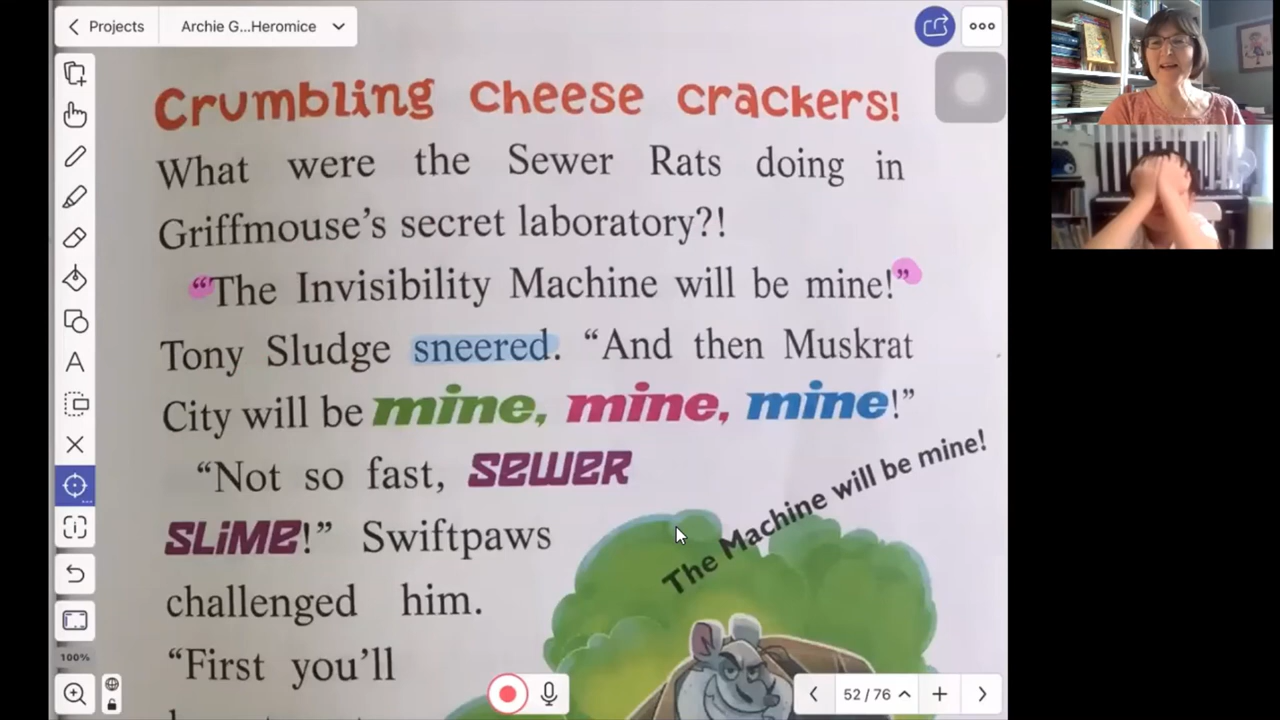 Projects
Archie G...Heromice
Crumbling cheese crackers!
What were the Sewer Rats doing in
Griffmouse's secret laboratory?!
“The Invisibility Machine will be mine!”
Tony Sludge sneered. “And then Muskrat
City will be mine, mine, mine!”
“Not so fast, SEWER
SLIME!” Swiftpaws
challenged him.
“First you'll
The Machine will be mine!
A
100%
52 / 76